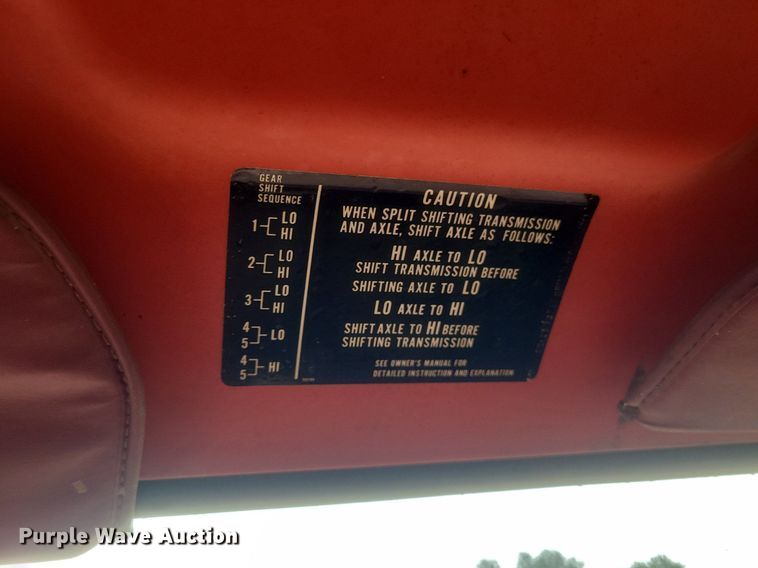 GEAR
SHIFT
SEQUENCE
1 LO
HI
2 LO
HI
3 LO
HI
4
5 LO
4
5 HI
CAUTION
WHEN SPLIT SHIFTING TRANSMISSION
AND AXLE, SHIFT AXLE AS FOLLOWS:
HI AXLE TO LO
SHIFT TRANSMISSION BEFORE
SHIFTING AXLE TO LO
LO AXLE TO HI
SHIFT AXLE TO HI BEFORE
SHIFTING TRANSMISSION
SEE OWNER'S MANUAL FOR
DETAILED INSTRUCTION AND EXPLANATION
Purple Wave Auction